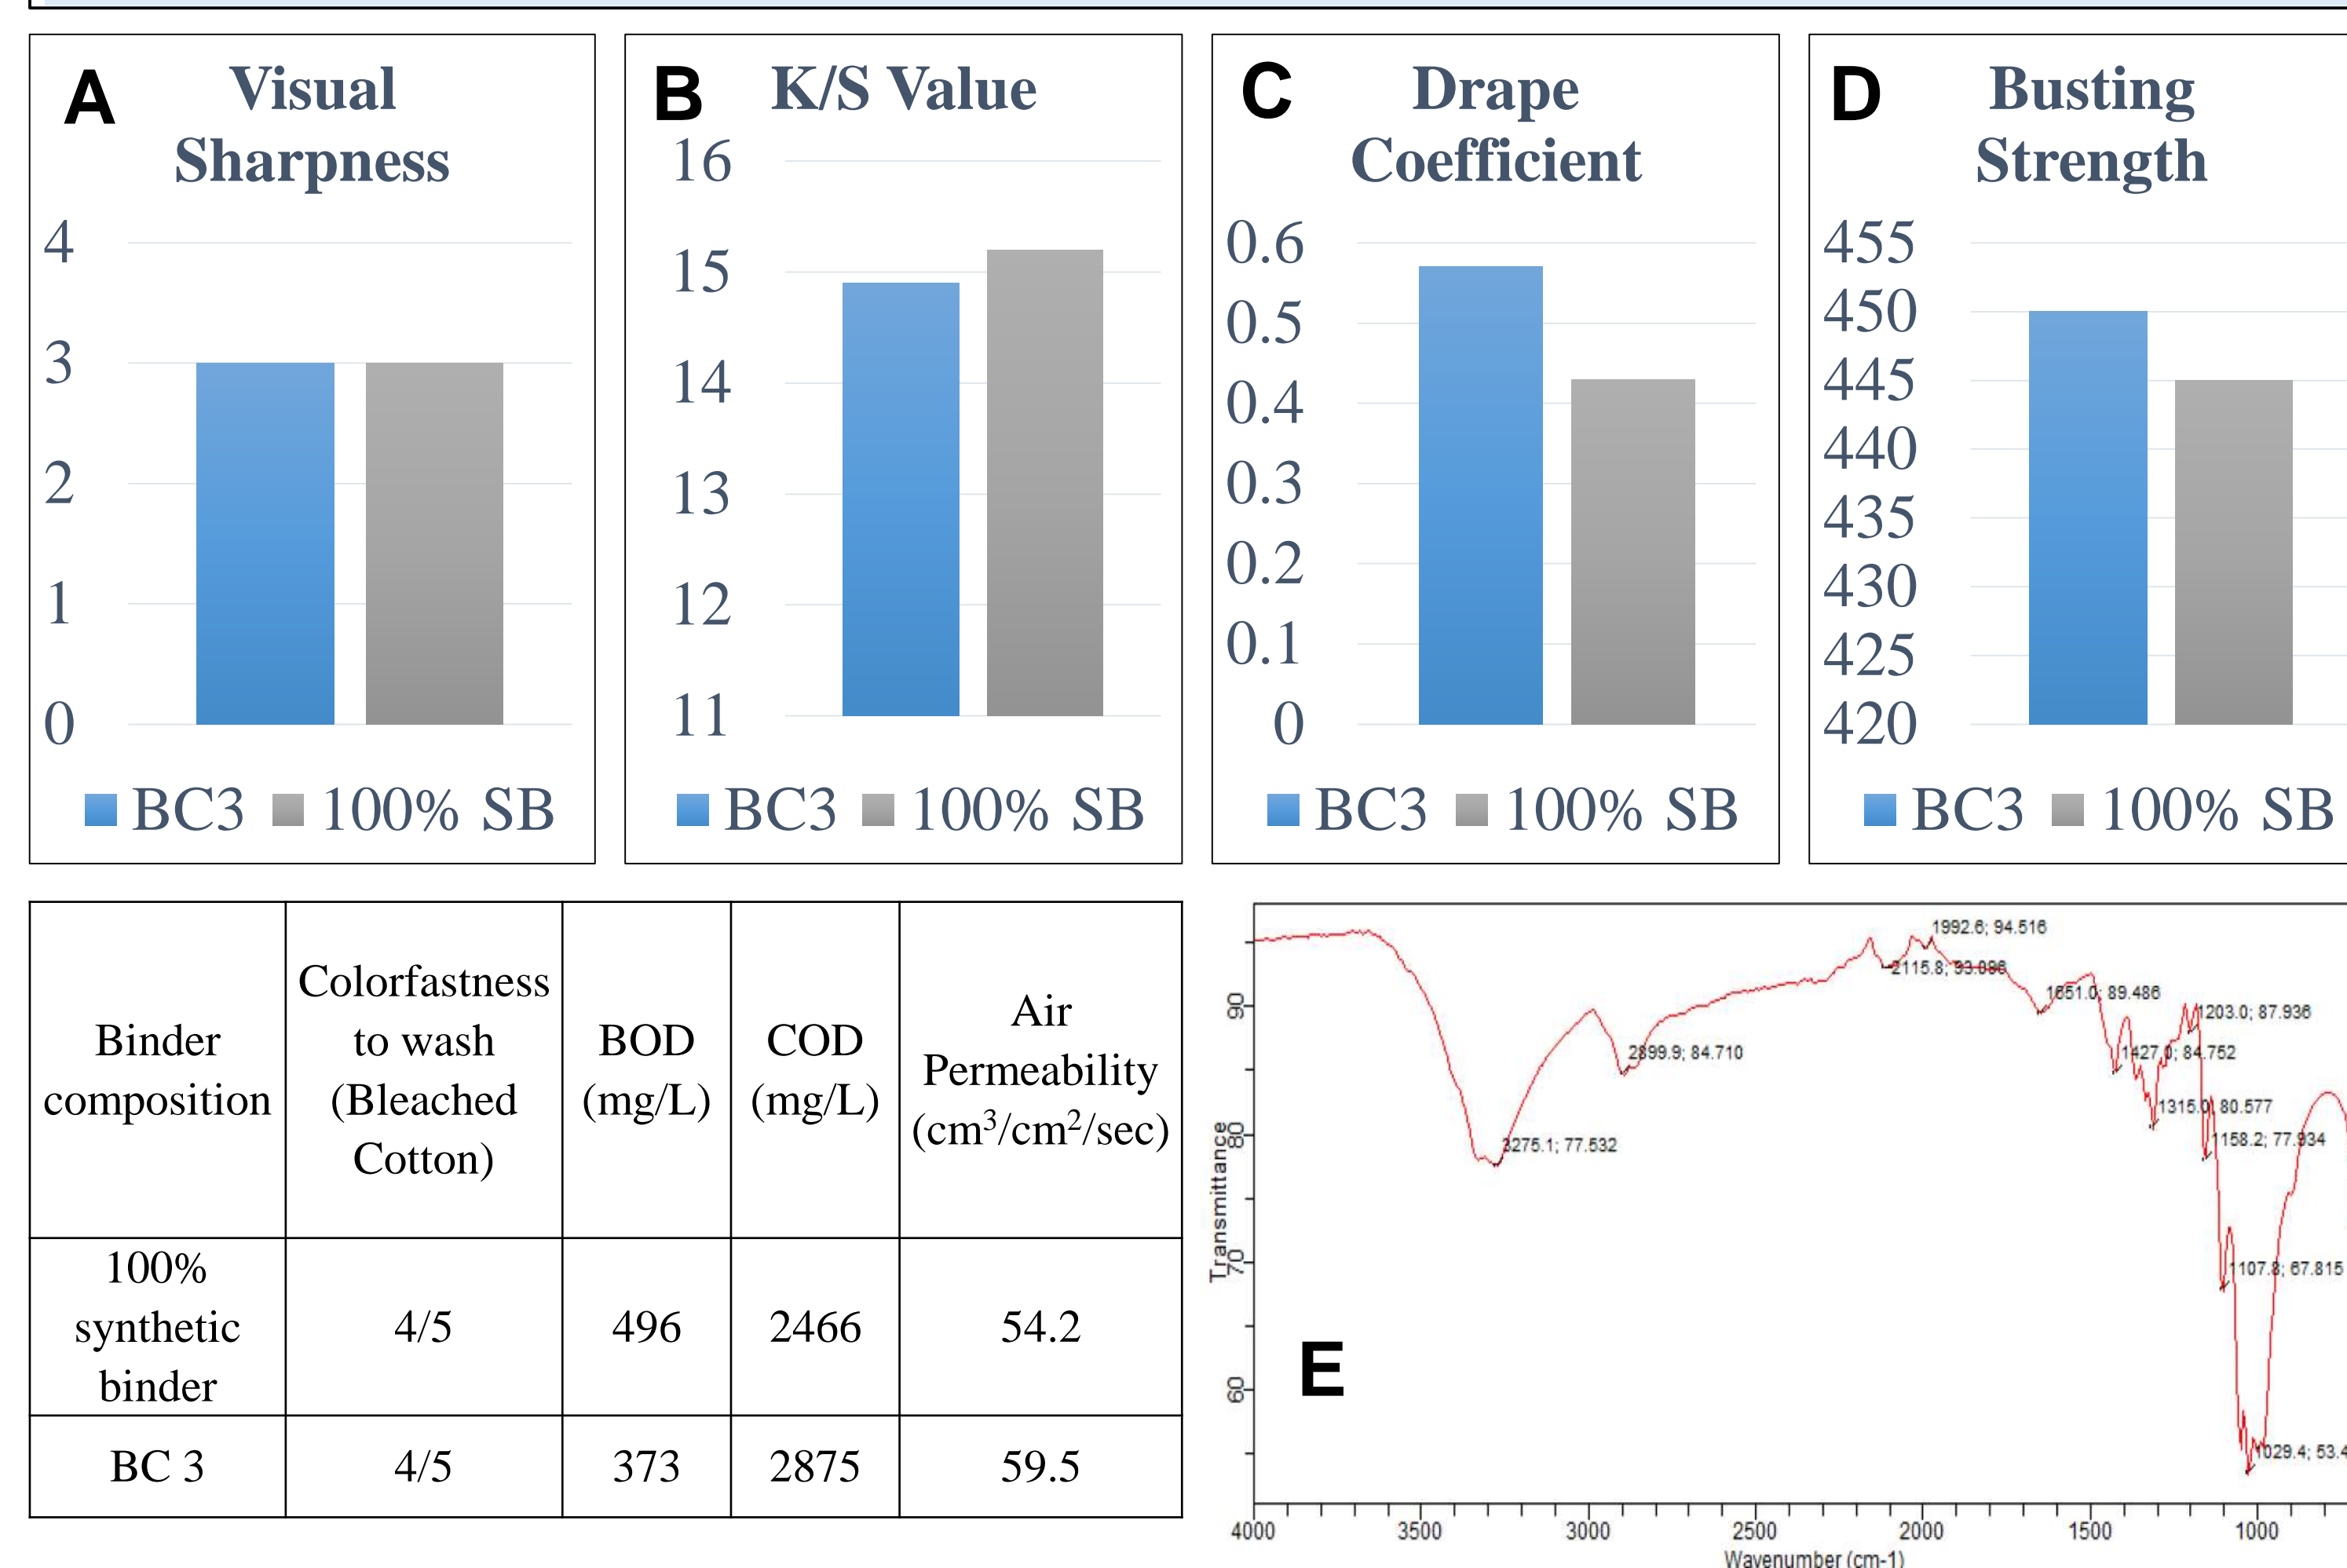 A
Visual
Sharpness
4
3
2
1
0
BC3 100% SB
B
K/S Value
16
15
14
13
12
11
BC3 100% SB
C
Drape
Coefficient
0.6
0.5
0.4
0.3
0.2
0.1
0
BC3 100% SB
D
Busting
Strength
455
450
445
440
435
430
425
420
BC3 100% SB
Binder
composition
Colorfastness
to wash
(Bleached
Cotton)
BOD
(mg/L)
COD
(mg/L)
Air
Permeability
(cm³/cm²/sec)
100%
synthetic
binder
4/5
496
2466
54.2
BC 3
4/5
373
2875
59.5
E
Transmittance
90
80
70
60
1992.6; 94.516
2115.8;
1651.0; 89.486
1203.0; 87.936
2899.9; 84.710
1427.0; 84.752
1315.0; 80.577
3275.1; 77.532
1158.2; 77.934
1107.8; 67.815
1029.4; 53.4
4000 3500 3000 2500 2000 1500 1000
Wavenumber (cm-1)